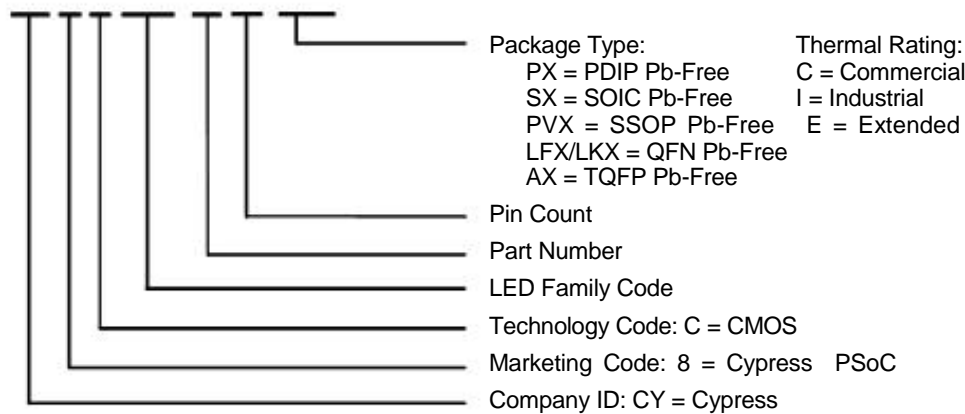 Package Type: Thermal Rating:
PX = PDIP Pb-Free C = Commercial
SX = SOIC Pb-Free I = Industrial
PVX = SSOP Pb-Free E = Extended
LFX/LKX = QFN Pb-Free
AX = TQFP Pb-Free
Pin Count
Part Number
LED Family Code
Technology Code: C = CMOS
Marketing Code: 8 = Cypress PSoC
Company ID: CY = Cypress